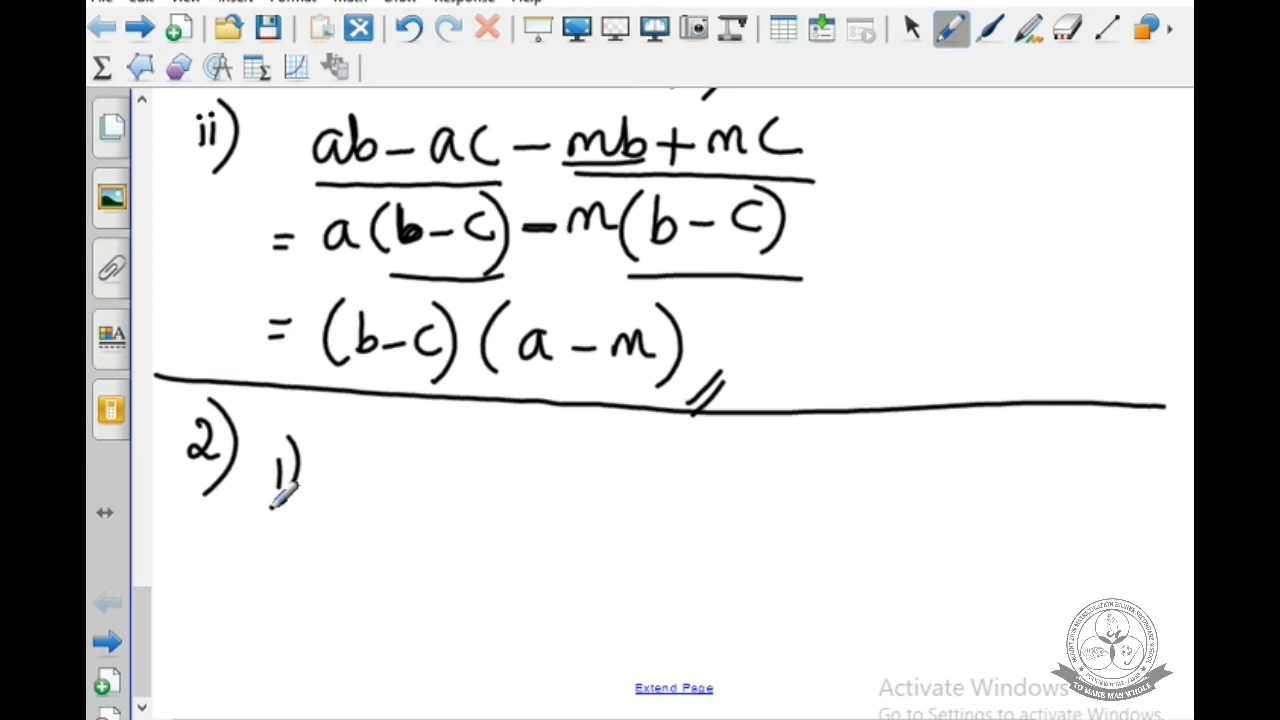 ii) ab - ac - mb + mc
= a(b - c) - m(b - c)
= (b - c) (a - m)
2) i)
Extend Page
Activate Windows
Go to Settings to activate Windows.
TO MAKE MAN WHOLE